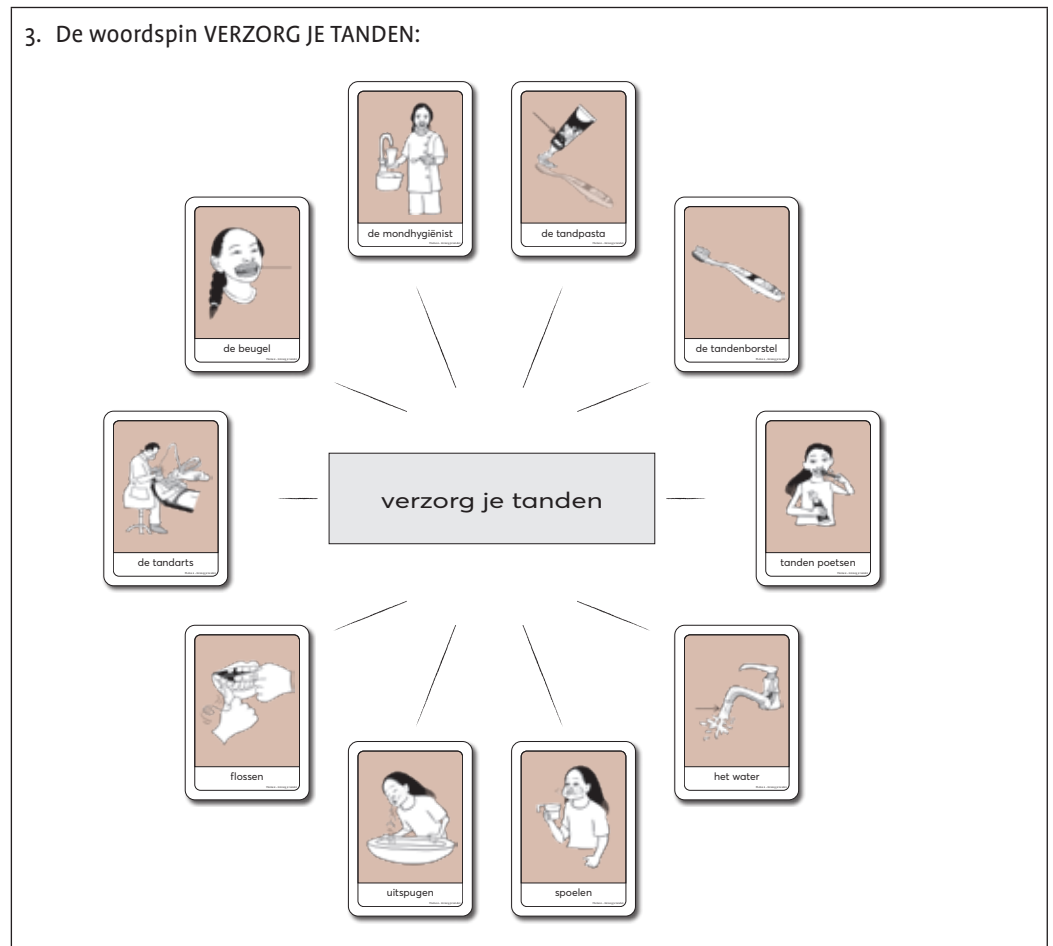 3. De woordspin VERZORG JE TANDEN:
de mondhygiënist
de tandpasta
de beugel
de tandenborstel
verzorg je tanden
de tandarts
tanden poetsen
flossen
het water
uitspugen
spoelen